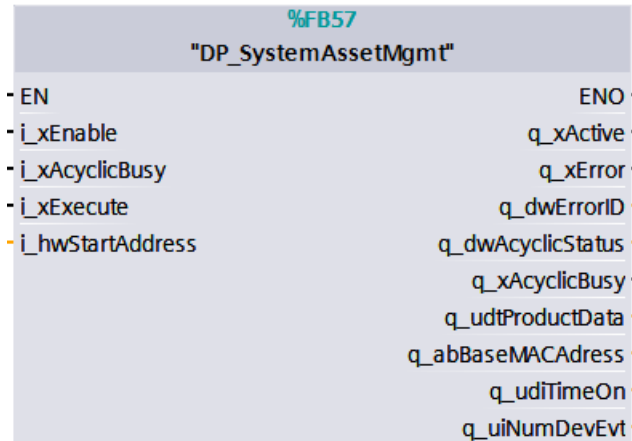 %FB57
"DP_SystemAssetMgmt"
EN ENO
i_xEnable q_xActive
i_xAcyclicBusy q_xError
i_xExecute q_dwErrorID
i_hwStartAddress q_dwAcyclicStatus
q_xAcyclicBusy
q_udtProductData
q_abBaseMACAdress
q_udiTimeOn
q_uiNumDevEvt